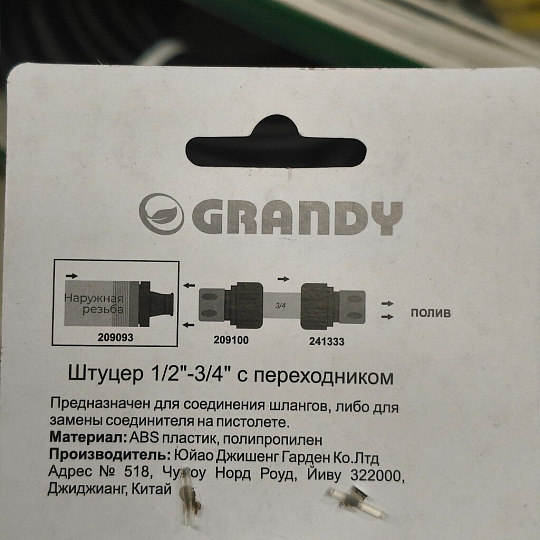 GRANDY
Наружная
резьба
3/4
209093
209100
241333
ПОЛИВ
Штуцер 1/2"-3/4" с переходником
Предназначен для соединения шлангов, либо для
замены соединителя на пистолете.
Материал: ABS пластик, полипропилен
Производитель: Юйао Джишенг Гарден Ко.Лтд
Адрес № 518, Чужоу Норд Роуд, Йиву 322000,
Джиджианг, Китай